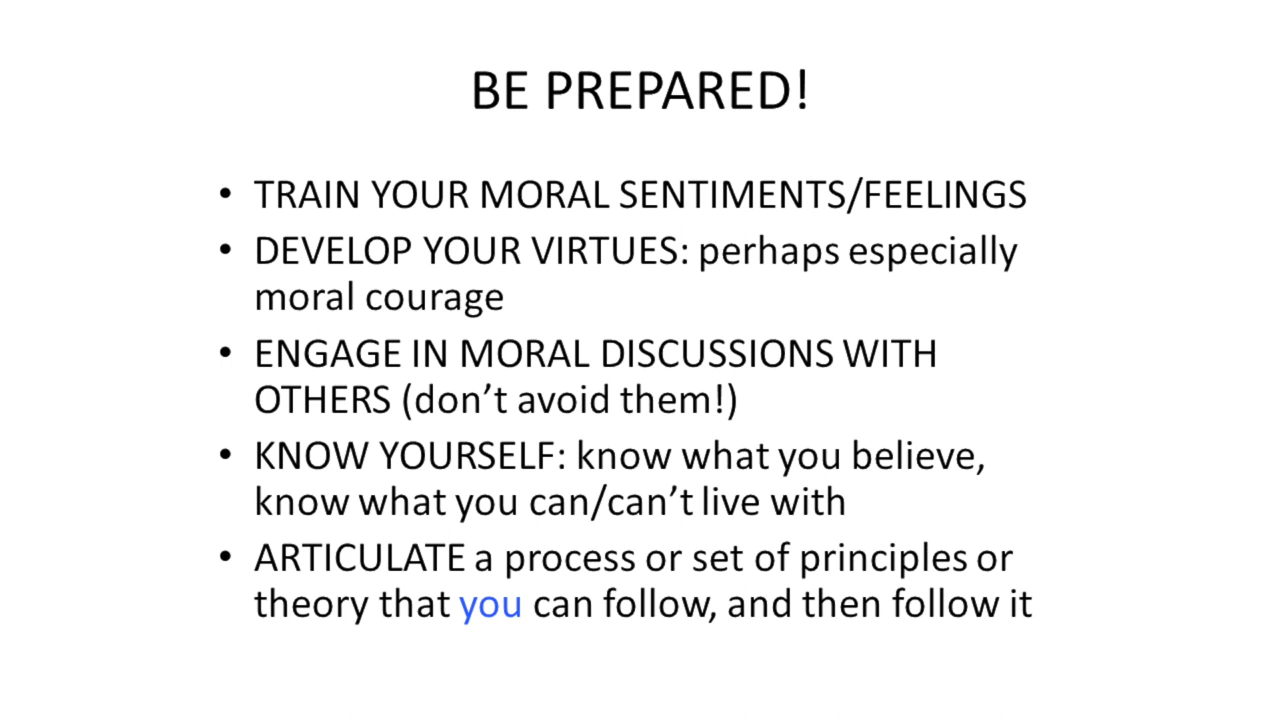 BE PREPARED!
• TRAIN YOUR MORAL SENTIMENTS/FEELINGS
• DEVELOP YOUR VIRTUES: perhaps especially
moral courage
• ENGAGE IN MORAL DISCUSSIONS WITH
OTHERS (don’t avoid them!)
• KNOW YOURSELF: know what you believe,
know what you can/can’t live with
• ARTICULATE a process or set of principles or
theory that you can follow, and then follow it